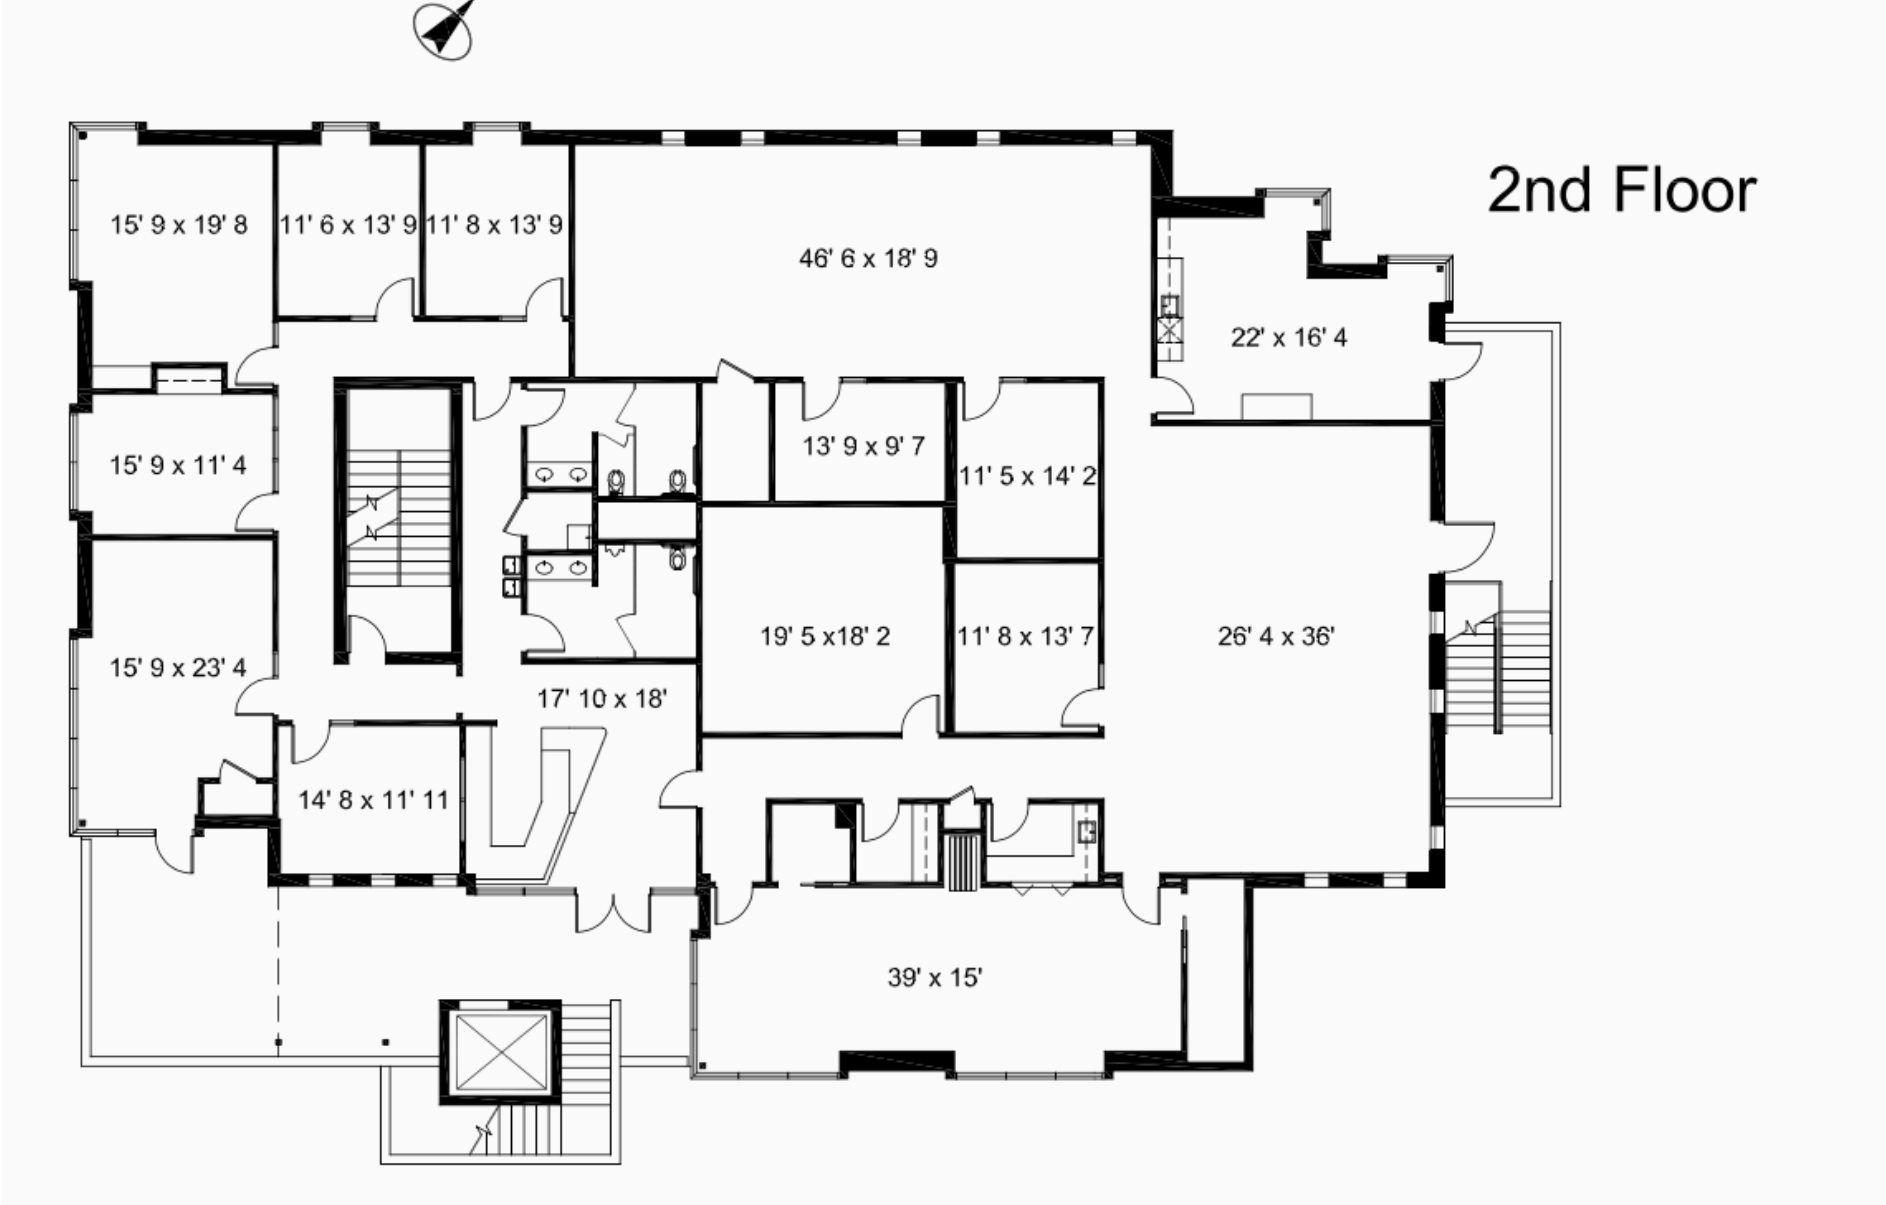 2nd Floor
15' 9 x 19' 8
11' 6 x 13' 9
11' 8 x 13' 9
46' 6 x 18' 9
22' x 16' 4
15' 9 x 11' 4
13' 9 x 9' 7
11' 5 x 14' 2
15' 9 x 23' 4
17' 10 x 18'
19' 5 x18' 2
11' 8 x 13' 7
26' 4 x 36'
14' 8 x 11' 11
39' x 15'